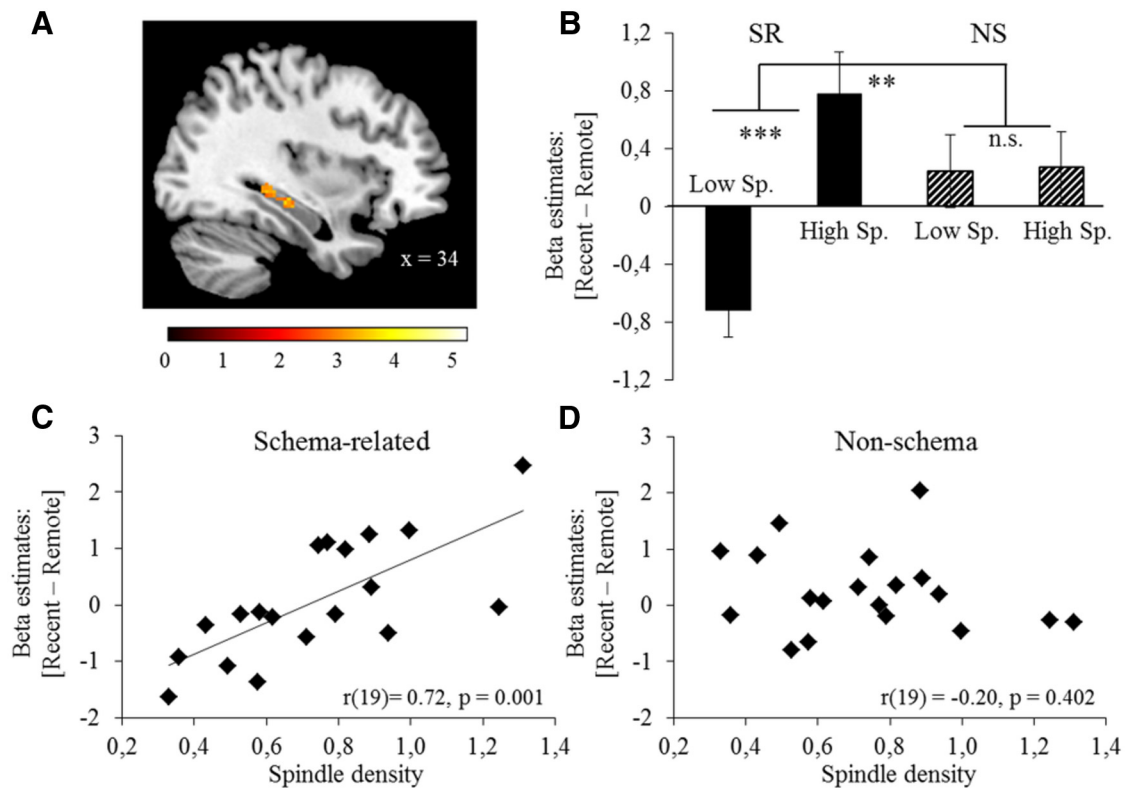 A
x = 34
0 1 2 3 4 5
B
SR NS
1,2
0,8
0,4
0
-0,4
-0,8
-1,2
Beta estimates:
[Recent – Remote]
**
***
n.s.
Low Sp.
High Sp. Low Sp. High Sp.
C
Schema-related
3
2
1
0
-1
-2
Beta estimates:
[Recent – Remote]
r(19)= 0.72, p = 0.001
0,2 0,4 0,6 0,8 1,0 1,2 1,4
Spindle density
D
Non-schema
3
2
1
0
-1
-2
Beta estimates:
[Recent – Remote]
r(19) = -0.20, p = 0.402
0,2 0,4 0,6 0,8 1,0 1,2 1,4
Spindle density